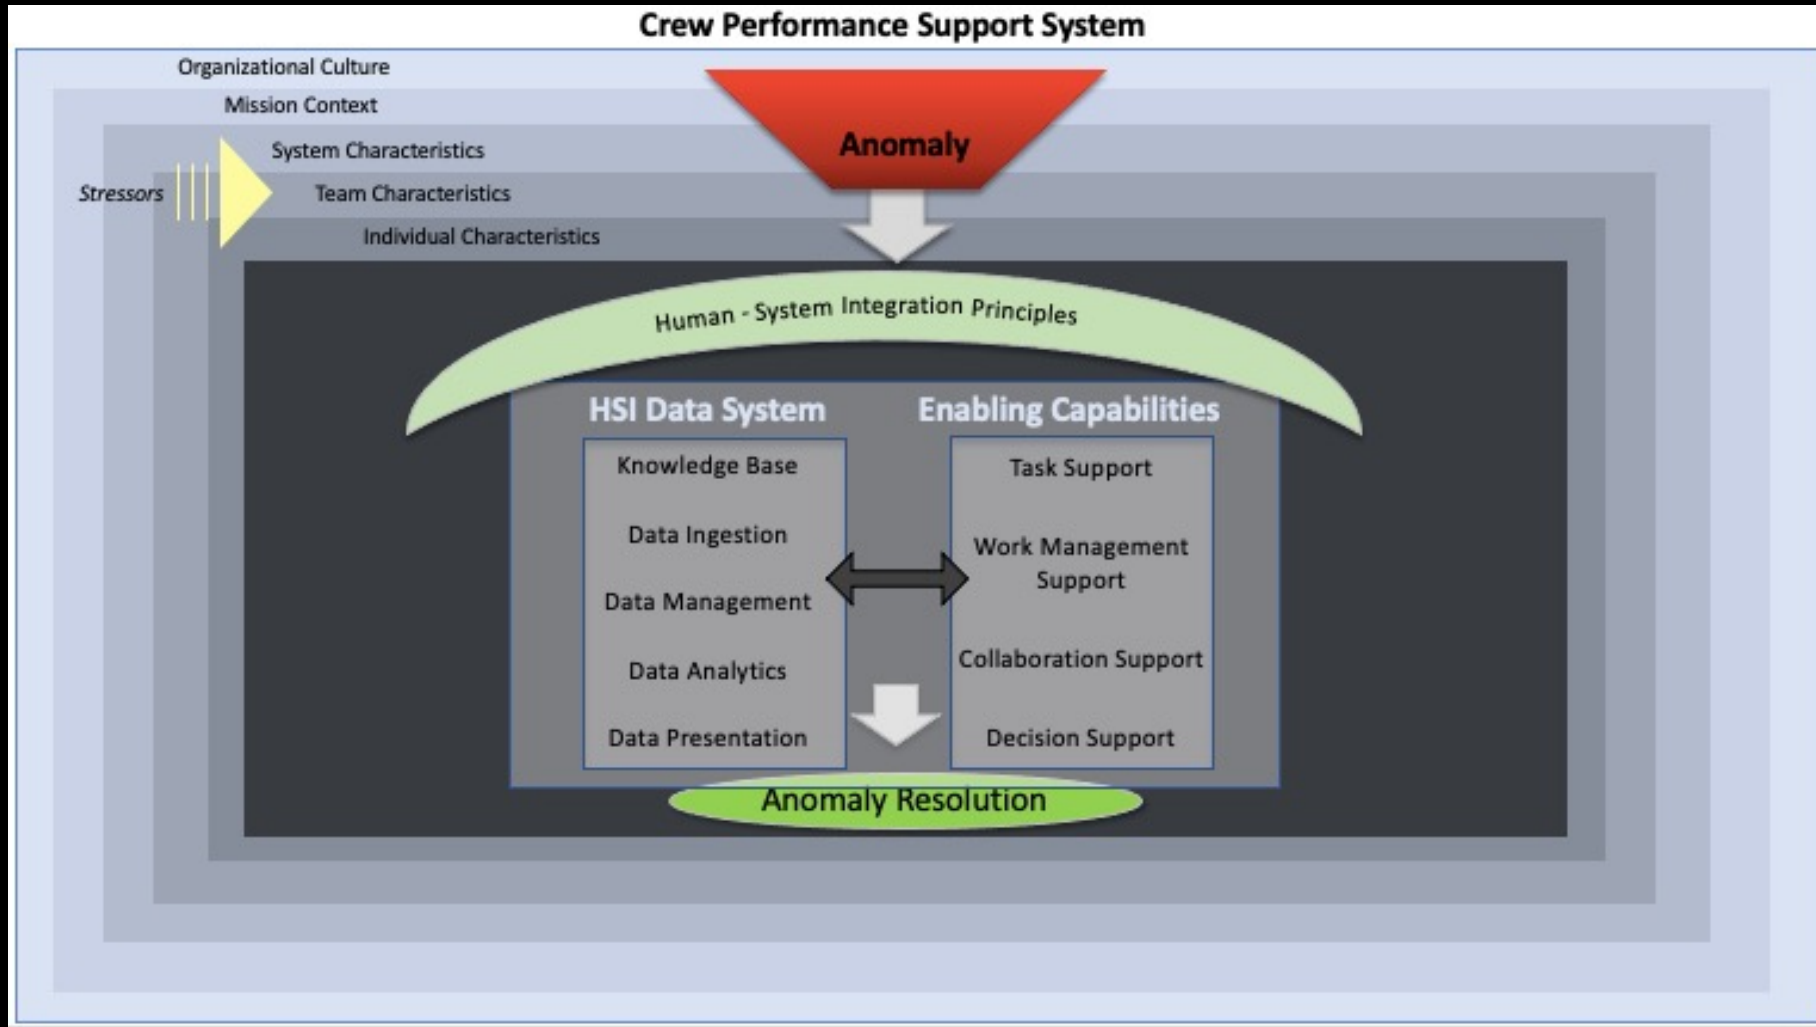 Crew Performance Support System
Organizational Culture
Mission Context
Anomaly
System Characteristics
Stressors
Team Characteristics
Individual Characteristics
Human - System Integration Principles
HSI Data System
Knowledge Base
Data Ingestion
Data Management
Data Analytics
Data Presentation
Enabling Capabilities
Task Support
Work Management
Support
Collaboration Support
Decision Support
Anomaly Resolution